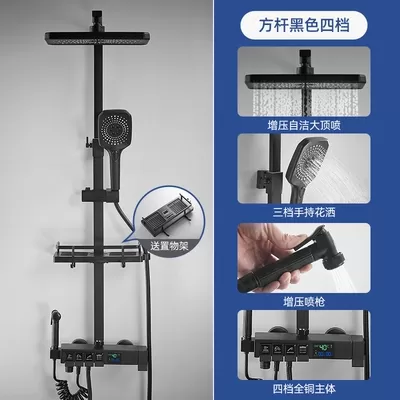 方杆黑色四档
增压自洁大顶喷
三档手持花洒
送置物架
增压喷枪
四档全铜主体